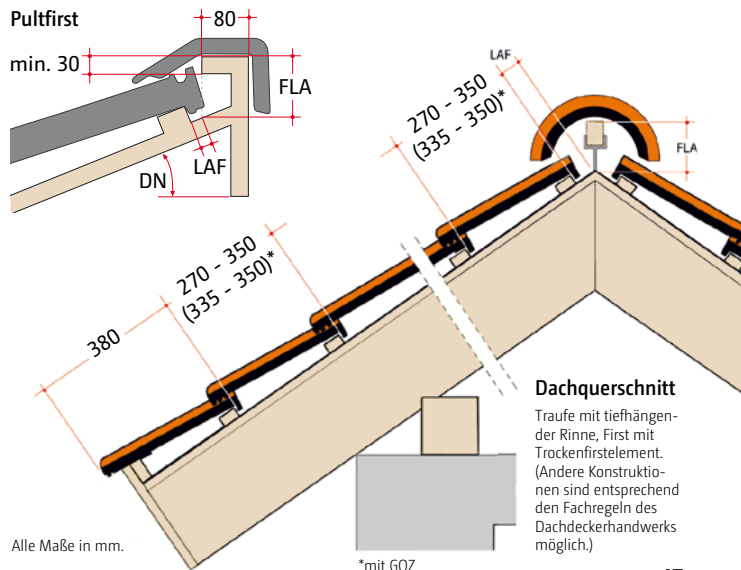 Pultfirst
80
min. 30
FLA
LAF
DN
LAF
270 - 350
(335 - 350)*
FLA
270 - 350
(335 - 350)*
380
Dachquerschnitt
Traufe mit tiefhängen-
der Rinne, First mit
Trockenfirstelement.
(Andere Konstruktio-
nen sind entsprechend
den Fachregeln des
Dachdeckerhandwerks
möglich.)
Alle Maße in mm.
*mit GOZ